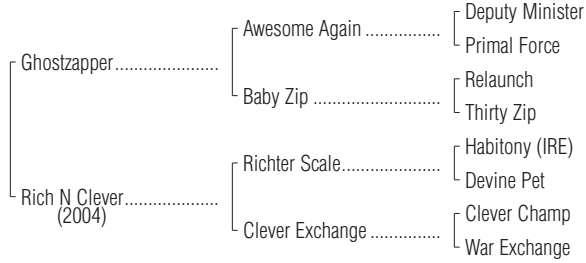 Deputy Minister
Awesome Again ..................
Primal Force
Ghostzapper.........................
Relaunch
Baby Zip ..............................
Thirty Zip
Habitony (IRE)
Richter Scale.......................
Devine Pet
Rich N Clever.......................
(2004)
Clever Champ
Clever Exchange ................
War Exchange